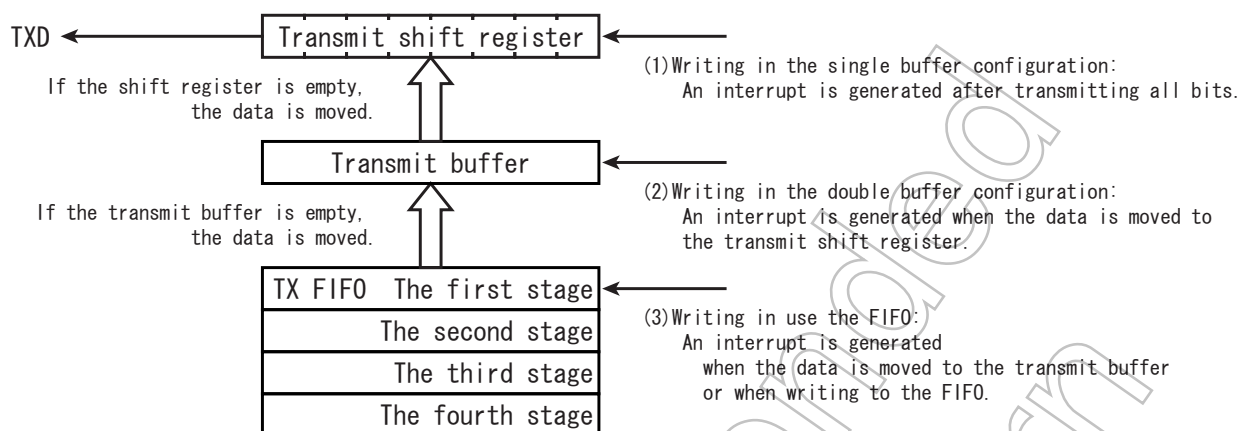 TXD
Transmit shift register
(1)Writing in the single buffer configuration:
An interrupt is generated after transmitting all bits.
If the shift register is empty,
the data is moved.
Transmit buffer
(2)Writing in the double buffer configuration:
An interrupt is generated when the data is moved to
the transmit shift register.
If the transmit buffer is empty,
the data is moved.
TX FIFO The first stage
The second stage
The third stage
The fourth stage
(3)Writing in use the FIFO:
An interrupt is generated
when the data is moved to the transmit buffer
or when writing to the FIFO.